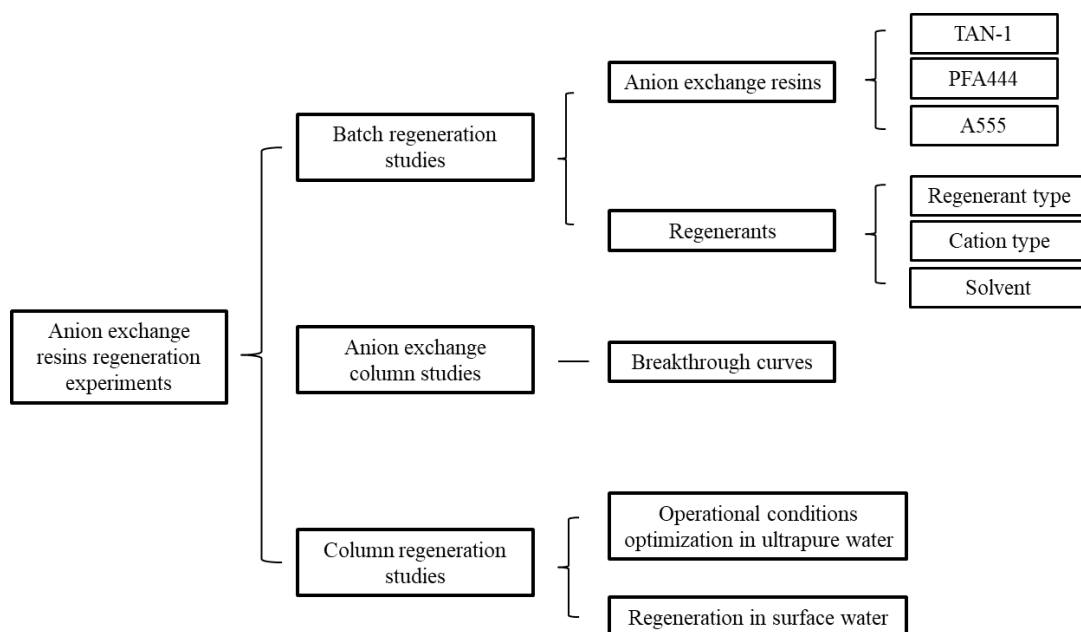 TAN-1
Anion exchange resins
PFA444
A555
Batch regeneration
studies
Regenerant type
Regenerants
Cation type
Solvent
Anion exchange
resins regeneration
experiments
Anion exchange
column studies
Breakthrough curves
Operational conditions
optimization in ultrapure water
Column regeneration
studies
Regeneration in surface water